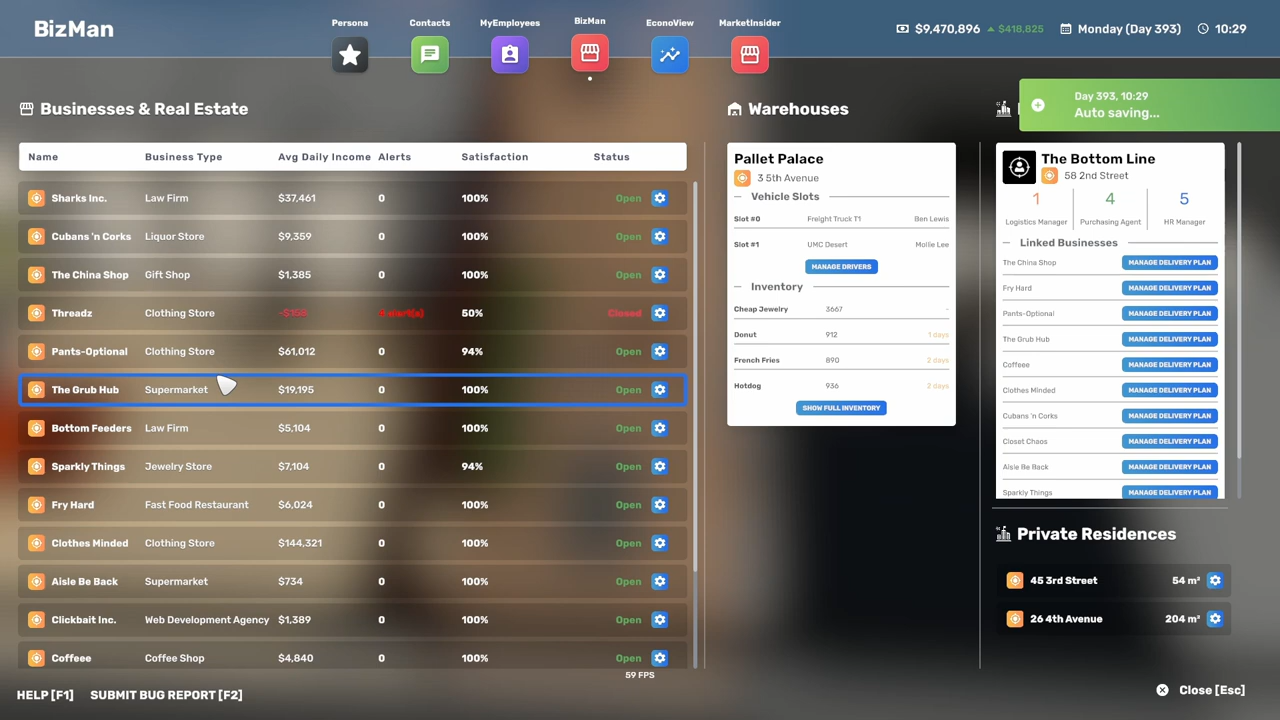 BizMan
Persona
Contacts
MyEmployees
BizMan
EconoView
MarketInsider
$9,470,896 $418,825 Monday (Day 393) 10:29
Businesses & Real Estate
Warehouses
Day 393, 10:29
Auto saving...
Name Business Type Avg Daily Income Alerts Satisfaction Status
Sharks Inc. Law Firm $37,461 0 100% Open
Cubans 'n Corks Liquor Store $9,359 0 100% Open
The China Shop Gift Shop $1,385 0 100% Open
Threadz Clothing Store 50% Closed
Pants-Optional Clothing Store $61,012 0 94% Open
The Grub Hub Supermarket $19,195 0 100% Open
Bottom Feeders Law Firm $5,104 0 100% Open
Sparkly Things Jewelry Store $7,104 0 94% Open
Fry Hard Fast Food Restaurant $6,024 0 100% Open
Clothes Minded Clothing Store $144,321 0 100% Open
Aisle Be Back Supermarket $734 0 100% Open
Clickbait Inc. Web Development Agency $1,389 0 100% Open
Coffeee Coffee Shop $4,840 0 100% Open
Pallet Palace
3 5th Avenue
Vehicle Slots
Slot #0 Freight Truck T1 Ben Lewis
Slot #1 UMC Desert Mollie Lee
MANAGE DRIVERS
Inventory
Cheap Jewelry 3667 -
Donut 912 1 days
French Fries 890 2 days
Hotdog 936 2 days
SHOW FULL INVENTORY
The Bottom Line
58 2nd Street
1 4 5
Logistics Manager Purchasing Agent HR Manager
Linked Businesses
The China Shop MANAGE DELIVERY PLAN
Fry Hard MANAGE DELIVERY PLAN
Pants-Optional MANAGE DELIVERY PLAN
The Grub Hub MANAGE DELIVERY PLAN
Coffeee MANAGE DELIVERY PLAN
Clothes Minded MANAGE DELIVERY PLAN
Cubans 'n Corks MANAGE DELIVERY PLAN
Closet Chaos MANAGE DELIVERY PLAN
Aisle Be Back MANAGE DELIVERY PLAN
Sparkly Things MANAGE DELIVERY PLAN
Private Residences
45 3rd Street 54 m²
26 4th Avenue 204 m²
59 FPS
HELP [F1] SUBMIT BUG REPORT [F2]
Close [Esc]